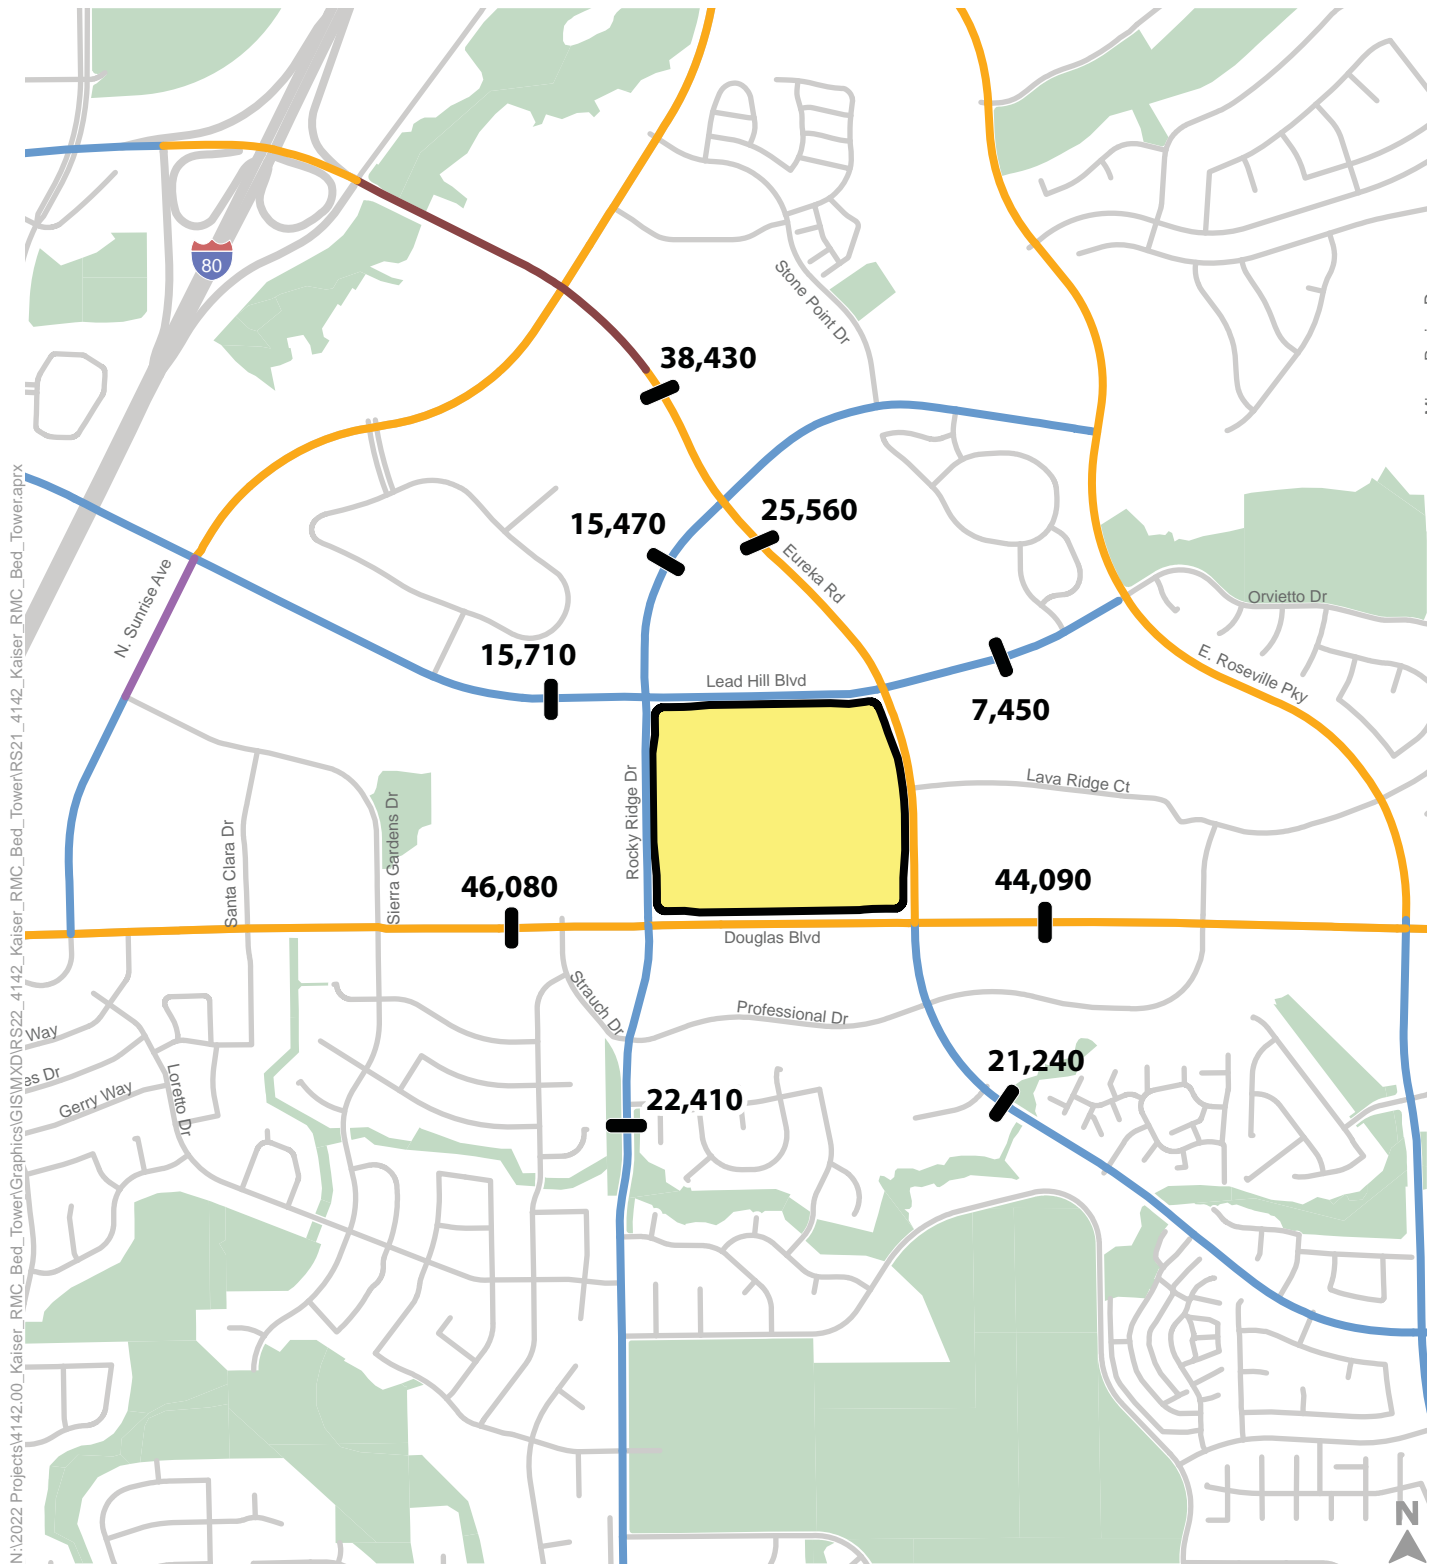 80
Stone Point Dr
38,430
15,470
25,560
Eureka Rd
N. Sunrise Ave
Orvietto Dr
15,710
E. Roseville Pky
Lead Hill Blvd
7,450
Lava Ridge Ct
Rocky Ridge Dr
Sierra Gardens Dr
Santa Clara Dr
46,080
44,090
Douglas Blvd
Strauch Dr
Professional Dr
Way
es Dr
Gerry Way
Loretto Dr
21,240
22,410
N
N:\2022 Projects\4142.00_Kaiser_RMC_Bed_Tower\Graphics\GIS\MXD\RS22_4142_Kaiser_RMC_Bed_Tower\RS21_4142_Kaiser_RMC_Bed_Tower.aprx